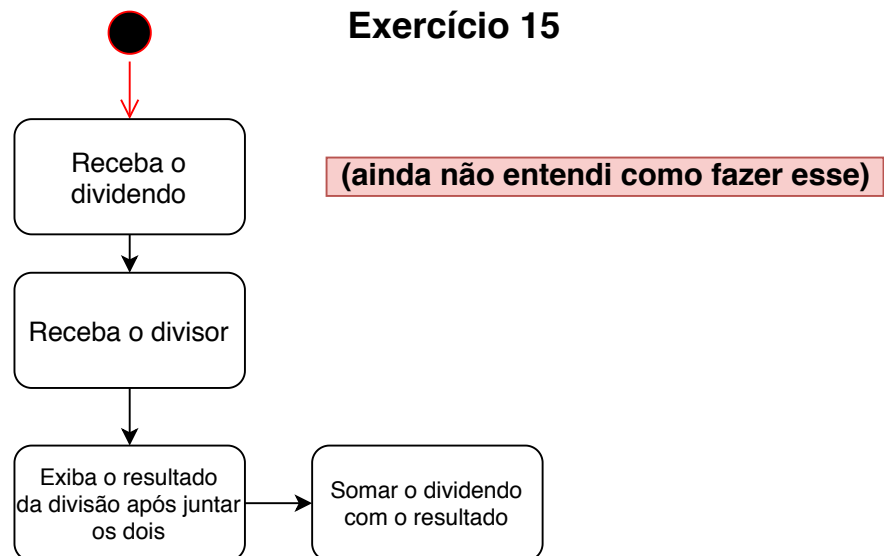 Exercício 15
Receba o
dividendo
(ainda não entendi como fazer esse)
Receba o divisor
Exiba o resultado
da divisão após juntar
os dois
Somar o dividendo
com o resultado